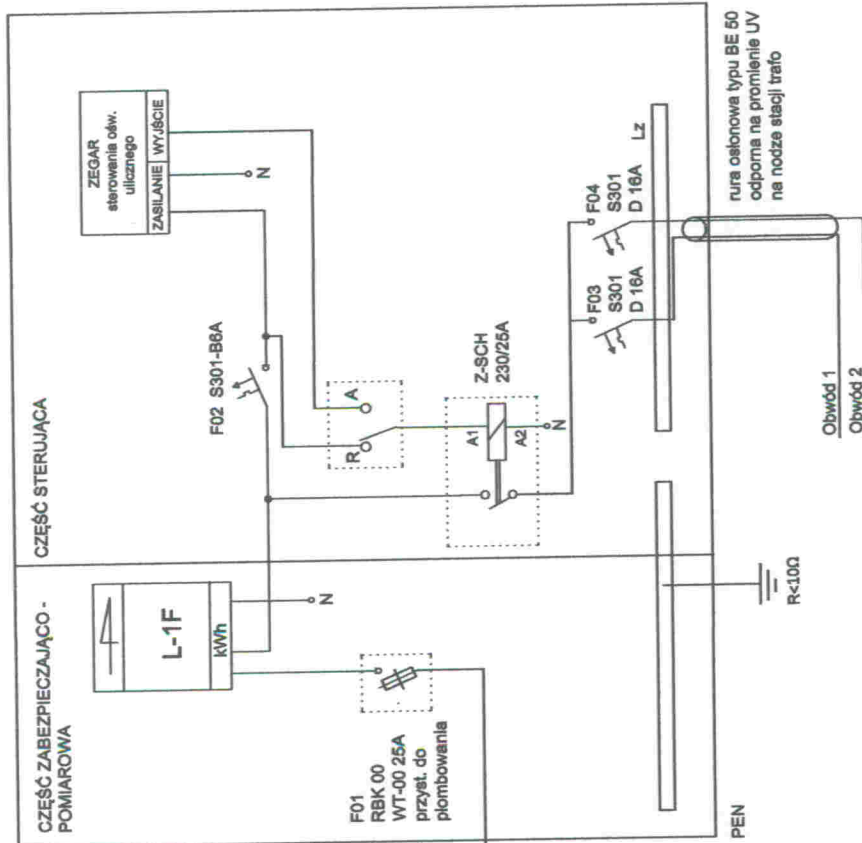 CZĘŚĆ ZABEZPIECZAJĄCO -
POMIAROWA
L-1F
kWh
N
F01
RBK 00
WT-00 25A
przyst. do
plombowania
PEN
R<10Ω
CZĘŚĆ STERUJĄCA
ZEGAR
sterowania ośw.
ulicznego
ZASILANIE WYJŚCIE
N
F02 S301-B6A
R
A
Z-SCH
230/25A
A1
A2
N
F03
S301
D 16A
F04
S301
D 16A
Lz
rura osłonowa typu BE 50
odporna na promienie UV
na nodze stacji trafo
Obwód 1
Obwód 2